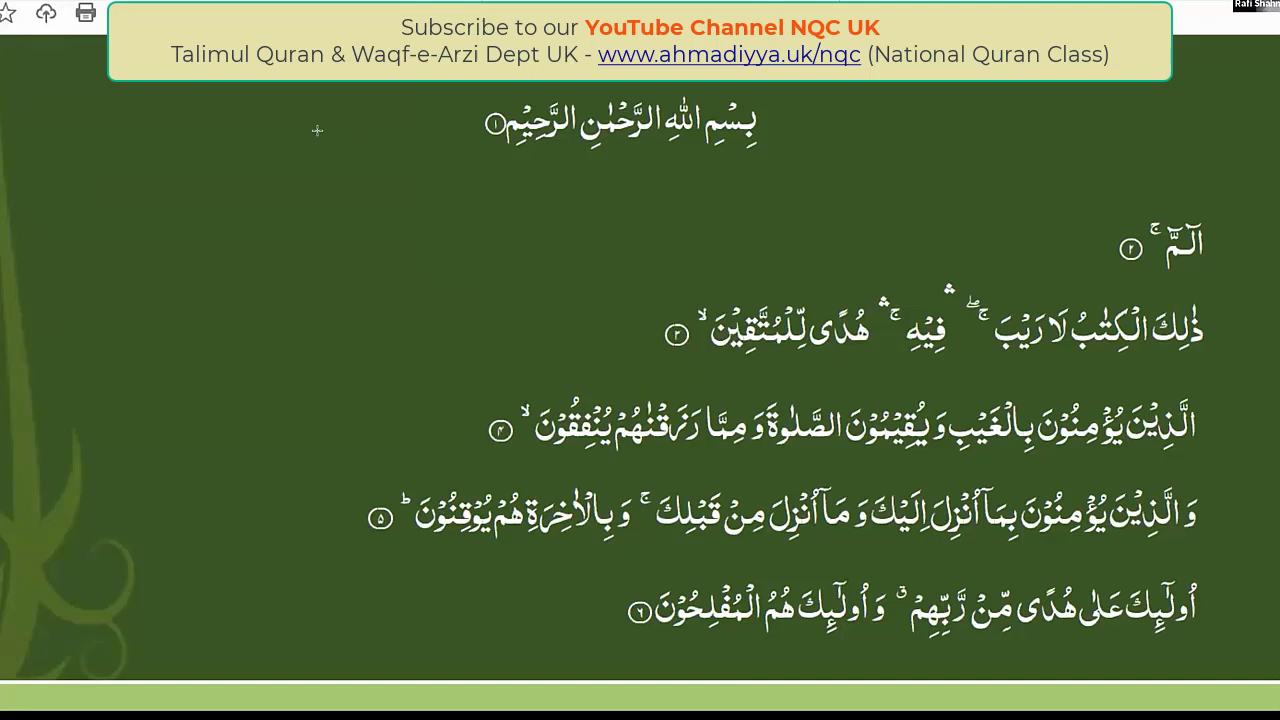 Rafi Shahn
Subscribe to our YouTube Channel NQC UK
Talimul Quran & Waqf-e-Arzi Dept UK - www.ahmadiyya.uk/nqc (National Quran Class)
بِسۡمِ اللّٰہِ الرَّحۡمٰنِ الرَّحِیۡمِ ﴿۱﴾
الٓـمّٓ ۚ﴿۲﴾
ذٰلِکَ الۡکِتٰبُ لَا رَیۡبَ ۚۖۛ فِیۡہِ ۚۛ ہُدًی لِّلۡمُتَّقِیۡنَ ۙ﴿۳﴾
الَّذِیۡنَ یُؤۡمِنُوۡنَ بِالۡغَیۡبِ وَ یُقِیۡمُوۡنَ الصَّلٰوۃَ وَ مِمَّا رَزَقۡنٰہُمۡ یُنۡفِقُوۡنَ ۙ﴿۴﴾
وَ الَّذِیۡنَ یُؤۡمِنُوۡنَ بِمَاۤ اُنۡزِلَ اِلَیۡکَ وَ مَاۤ اُنۡزِلَ مِنۡ قَبۡلِکَ ۚ وَ بِالۡاٰخِرَۃِ ہُمۡ یُوۡقِنُوۡنَ ؕ﴿۵﴾
اُولٰٓئِکَ عَلٰی ہُدًی مِّنۡ رَّبِّہِمۡ ٭ وَ اُولٰٓئِکَ ہُمُ الۡمُفۡلِحُوۡنَ ﴿۶﴾